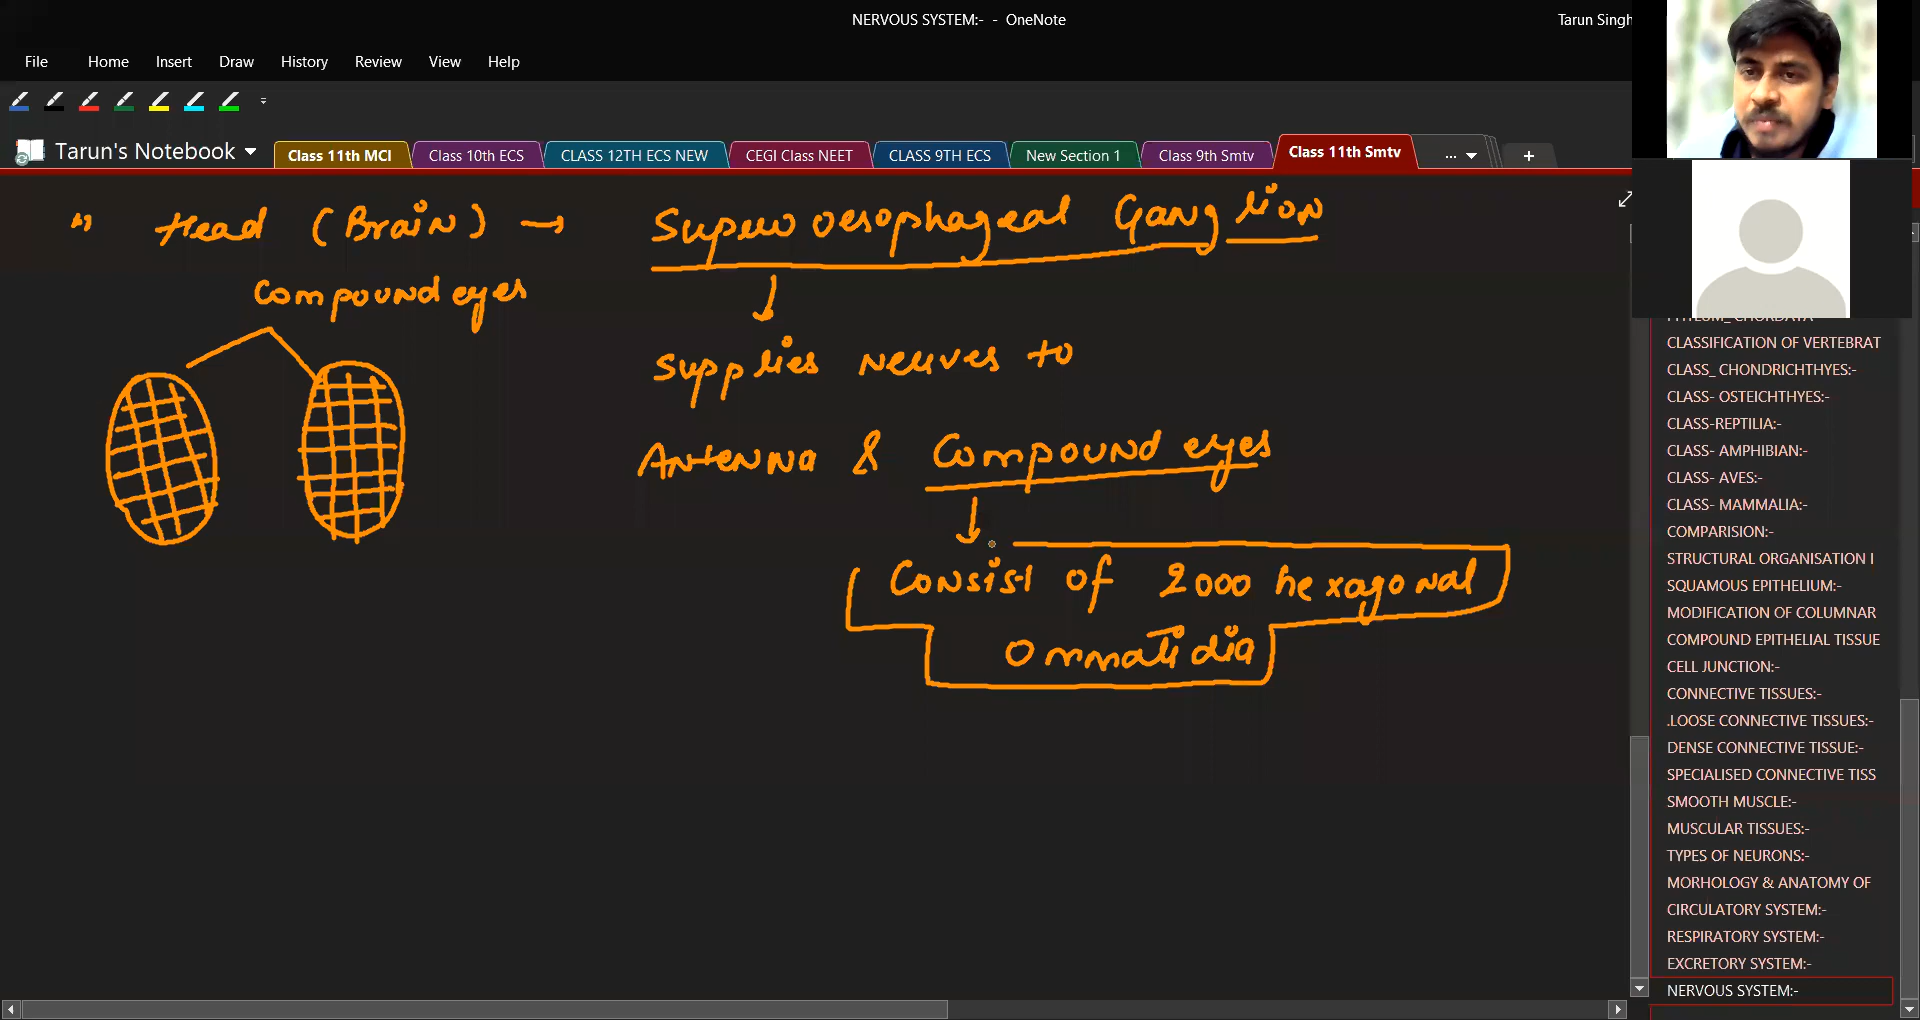 NERVOUS SYSTEM:- - OneNote
Tarun Singh
File Home Insert Draw History Review View Help
Tarun's Notebook
Class 11th MCI
Class 10th ECS
CLASS 12TH ECS NEW
CEGI Class NEET
CLASS 9TH ECS
New Section 1
Class 9th Smtv
Class 11th Smtv
...
" Head (Brain) → Super oesophageal Ganglion
Compound eyes
Supplies nerves to
Antenna & Compound eyes
Consist of 2000 hexagonal
Ommatidia
CLASSIFICATION OF VERTEBRAT
CLASS_ CHONDRICHTHYES:-
CLASS- OSTEICHTHYES:-
CLASS-REPTILIA:-
CLASS- AMPHIBIAN:-
CLASS- AVES:-
CLASS- MAMMALIA:-
COMPARISION:-
STRUCTURAL ORGANISATION I
SQUAMOUS EPITHELIUM:-
MODIFICATION OF COLUMNAR
COMPOUND EPITHELIAL TISSUE
CELL JUNCTION:-
CONNECTIVE TISSUES:-
.LOOSE CONNECTIVE TISSUES:-
DENSE CONNECTIVE TISSUE:-
SPECIALISED CONNECTIVE TISS
SMOOTH MUSCLE:-
MUSCULAR TISSUES:-
TYPES OF NEURONS:-
MORHOLOGY & ANATOMY OF
CIRCULATORY SYSTEM:-
RESPIRATORY SYSTEM:-
EXCRETORY SYSTEM:-
NERVOUS SYSTEM:-